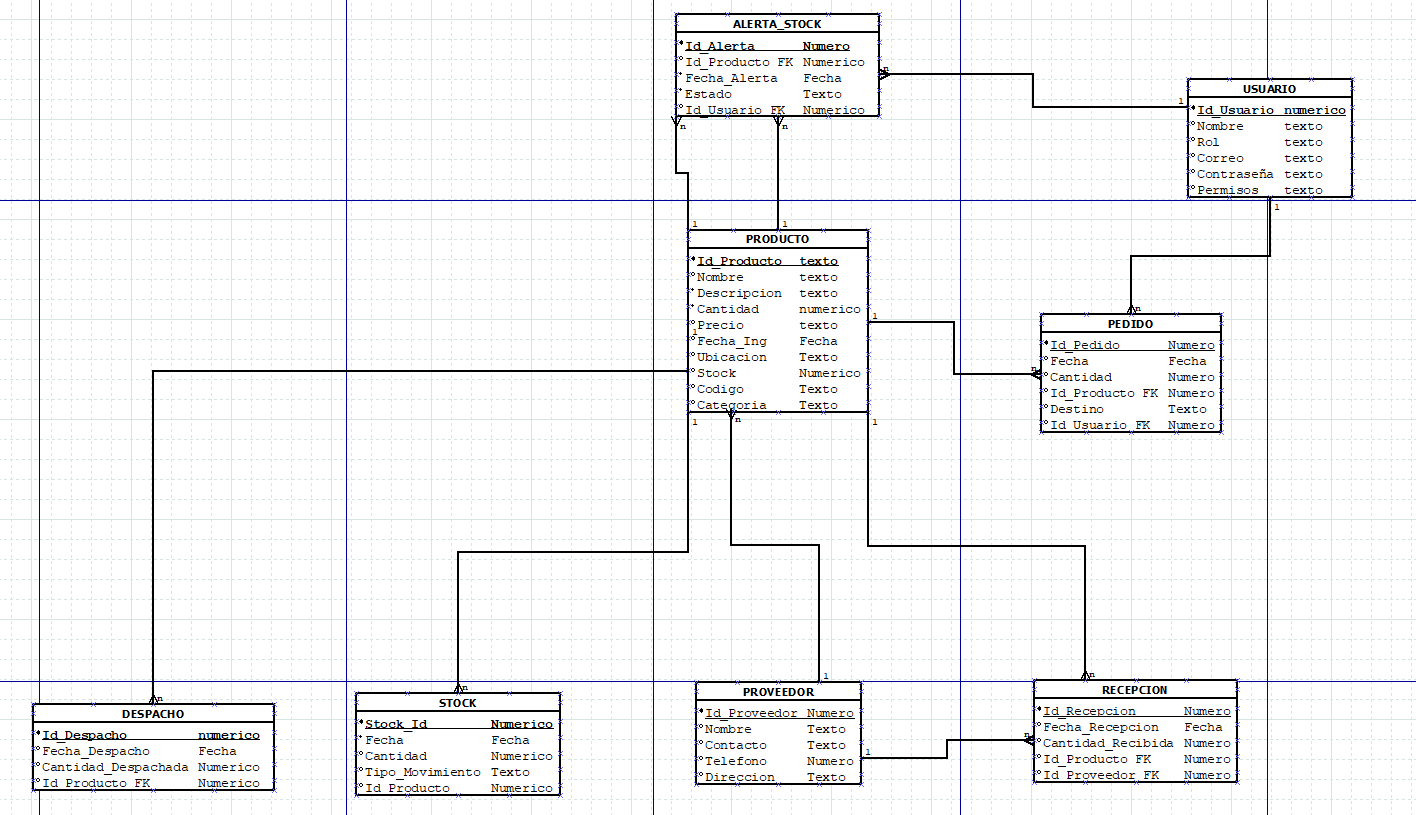 ALERTA_STOCK
Id_Alerta Numero
Id_Producto FK Numerico
Fecha_Alerta Fecha
Estado Texto
Id_Usuario FK Numerico
n
n
n
1
USUARIO
Id_Usuario numerico
Nombre texto
Rol texto
Correo texto
Contraseña texto
Permisos texto
1
1
1
PRODUCTO
Id_Producto texto
Nombre texto
Descripcion texto
Cantidad numerico
Precio texto
Fecha_Ing Fecha
Ubicacion Texto
Stock Numerico
Codigo Texto
Categoria Texto
1
1
1
n
1
n
PEDIDO
Id_Pedido Numero
Fecha Fecha
Cantidad Numero
Id_Producto FK Numero
Destino Texto
Id_Usuario FK Numero
n
n
DESPACHO
Id_Despacho numerico
Fecha_Despacho Fecha
Cantidad_Despachada Numerico
Id_Producto FK Numerico
n
STOCK
Stock_Id Numerico
Fecha Fecha
Cantidad Numerico
Tipo_Movimiento Texto
Id_Producto Numerico
1
PROVEEDOR
Id_Proveedor Numero
Nombre Texto
Contacto Texto
Telefono Numero
Direccion Texto
1
n
n
RECEPCION
Id_Recepcion Numero
Fecha_Recepcion Fecha
Cantidad_Recibida Numero
Id_Producto FK Numero
Id_Proveedor FK Numero